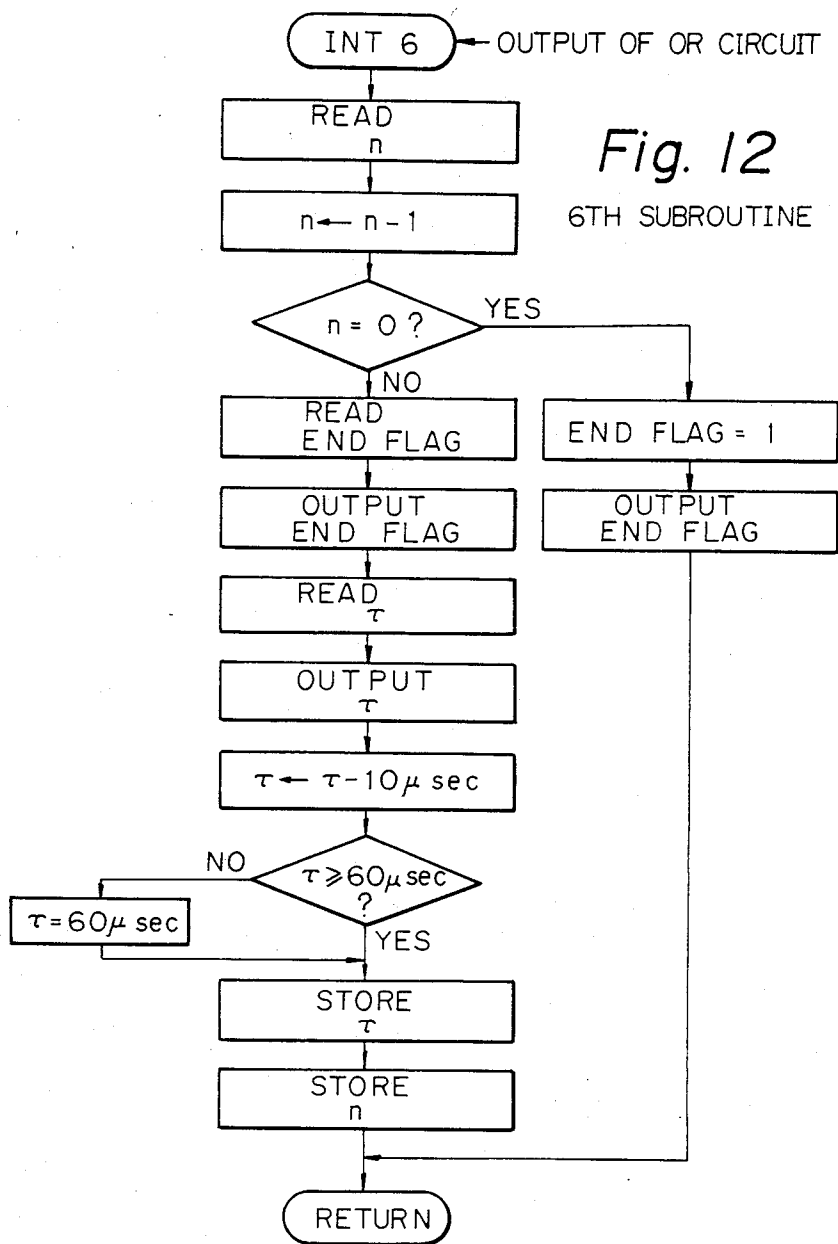 INT 6
OUTPUT OF OR CIRCUIT
READ
n
Fig. 12
6TH SUBROUTINE
n ← n - 1
n = 0 ?
YES
NO
READ
END FLAG
END FLAG = 1
OUTPUT
END FLAG
OUTPUT
END FLAG
READ
τ
OUTPUT
τ
τ ← τ - 10 μ sec
NO
τ ≥ 60 μ sec
?
τ = 60 μ sec
YES
STORE
τ
STORE
n
RETURN